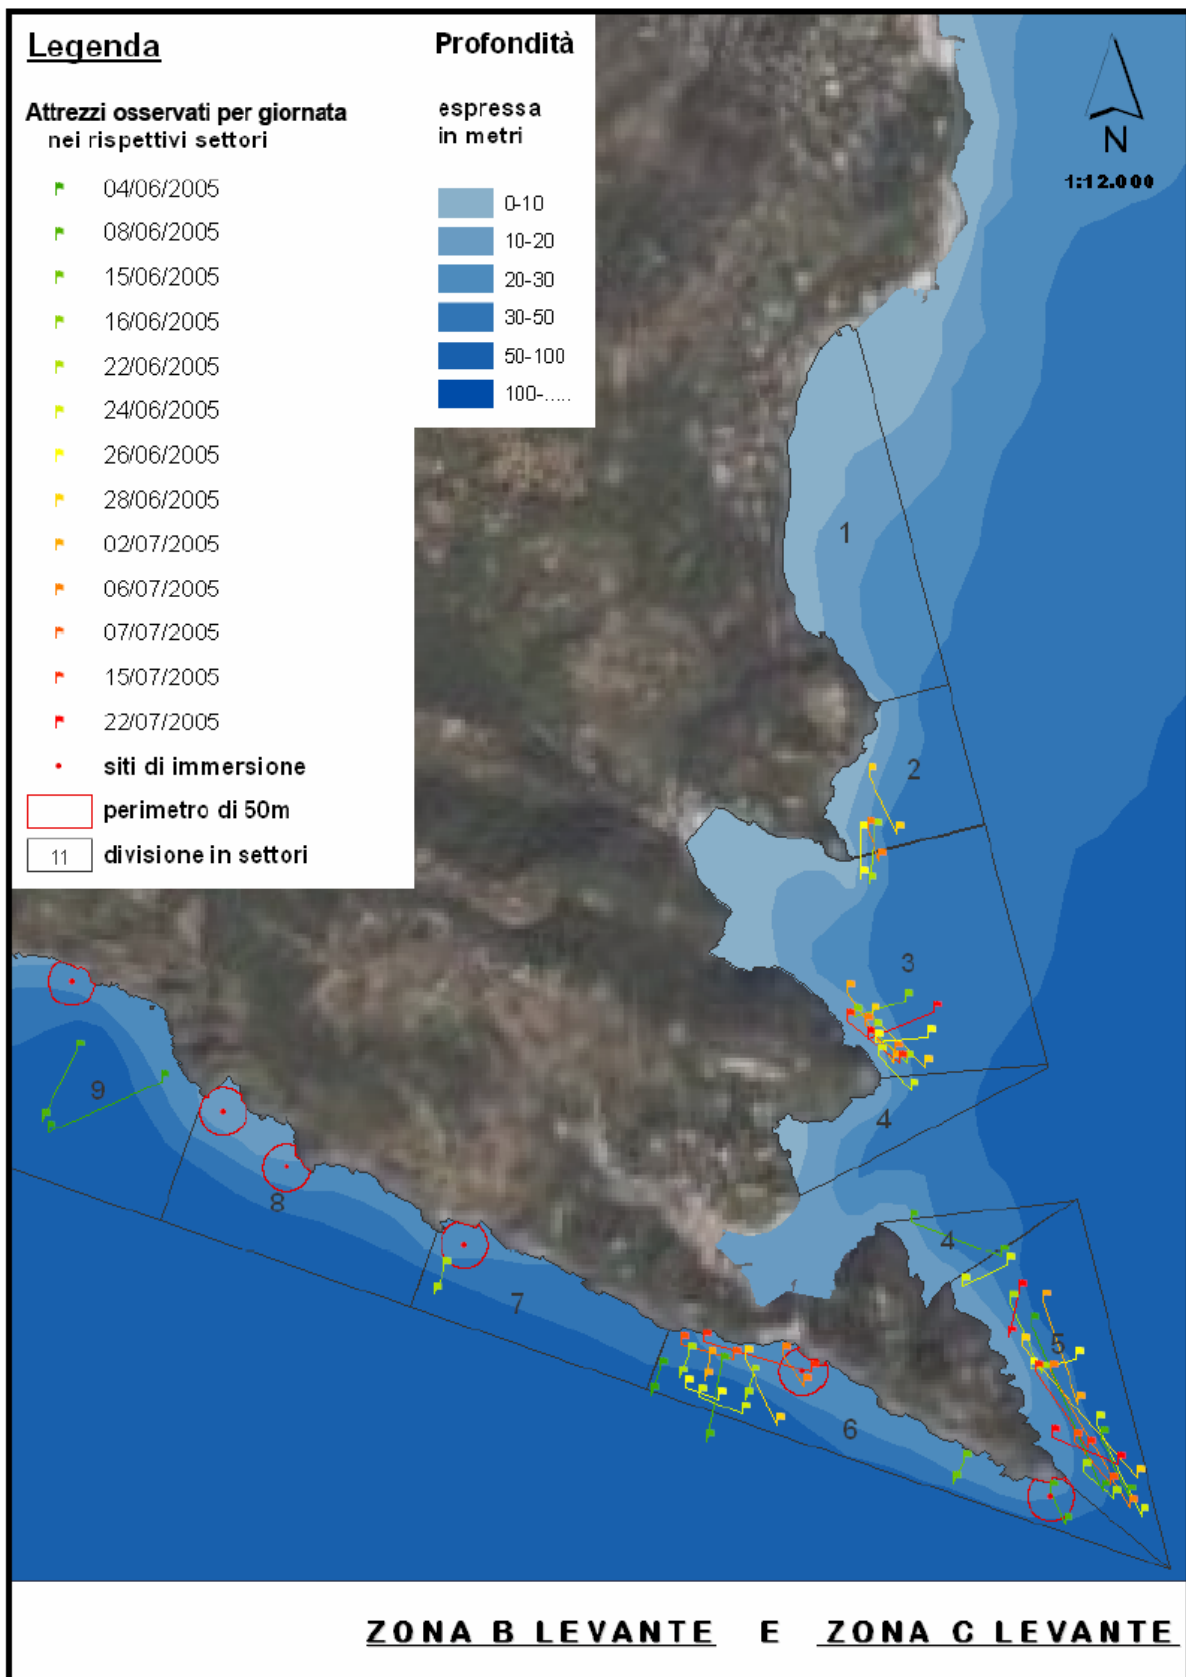 Legenda
Attrezzi osservati per giornata
nei rispettivi settori
04/06/2005
08/06/2005
15/06/2005
16/06/2005
22/06/2005
24/06/2005
26/06/2005
28/06/2005
02/07/2005
06/07/2005
07/07/2005
15/07/2005
22/07/2005
siti di immersione
perimetro di 50m
11 divisione in settori
Profondità
espressa
in metri
0-10
10-20
20-30
30-50
50-100
100-.....
N
1:12.000
1
2
3
4
4
5
6
7
8
9
ZONA B LEVANTE E ZONA C LEVANTE